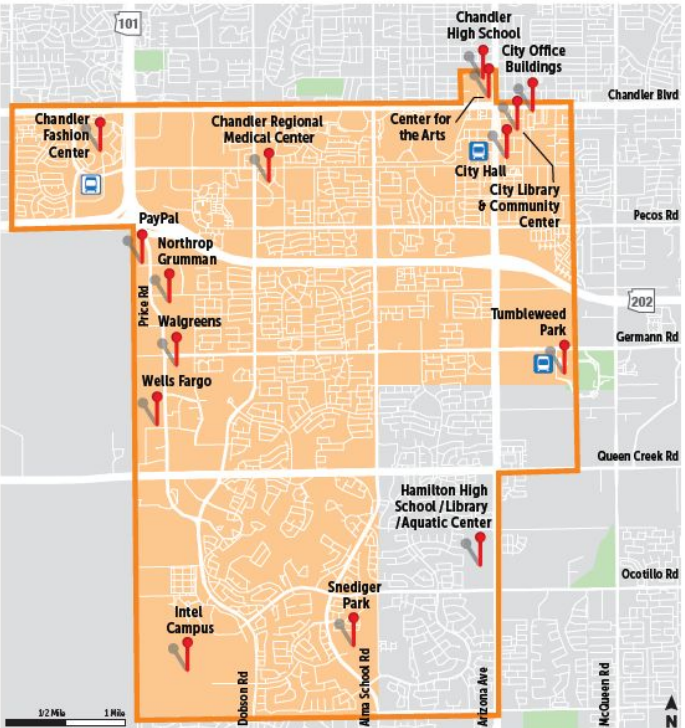 101
Chandler
High School
City Office
Buildings
Chandler Blvd
Chandler
Fashion
Center
Chandler Regional
Medical Center
Center for
the Arts
City Hall
City Library
& Community
Center
Pecos Rd
PayPal
Northrop
Grumman
Price Rd
202
Walgreens
Tumbleweed
Park
Germann Rd
Wells Fargo
Queen Creek Rd
Hamilton High
School /Library
/Aquatic Center
Ocotillo Rd
Snediger
Park
Intel
Campus
Dobson Rd
Alma School Rd
Arizona Ave
McQueen Rd
1/2 Mile
1 Mile
N